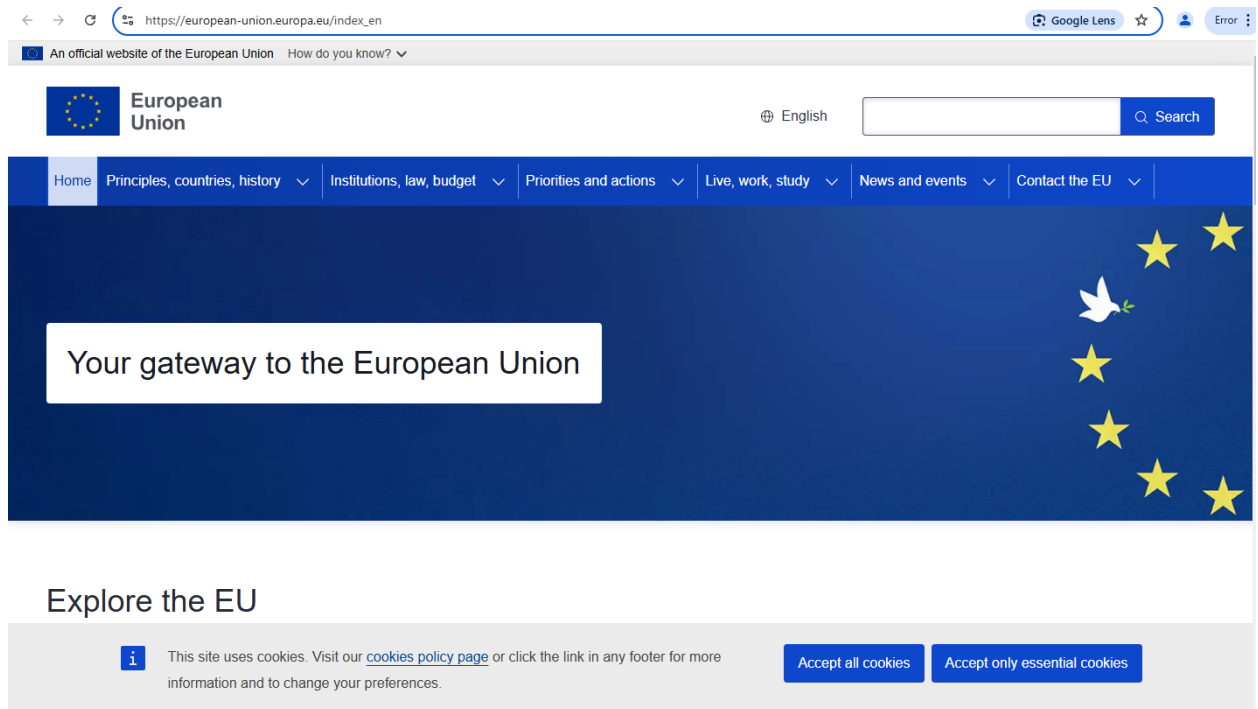 https://european-union.europa.eu/index_en
Google Lens
Error
An official website of the European Union How do you know?
European
Union
English
Search
Home Principles, countries, history Institutions, law, budget Priorities and actions Live, work, study News and events Contact the EU
Your gateway to the European Union
Explore the EU
This site uses cookies. Visit our cookies policy page or click the link in any footer for more
information and to change your preferences.
Accept all cookies
Accept only essential cookies